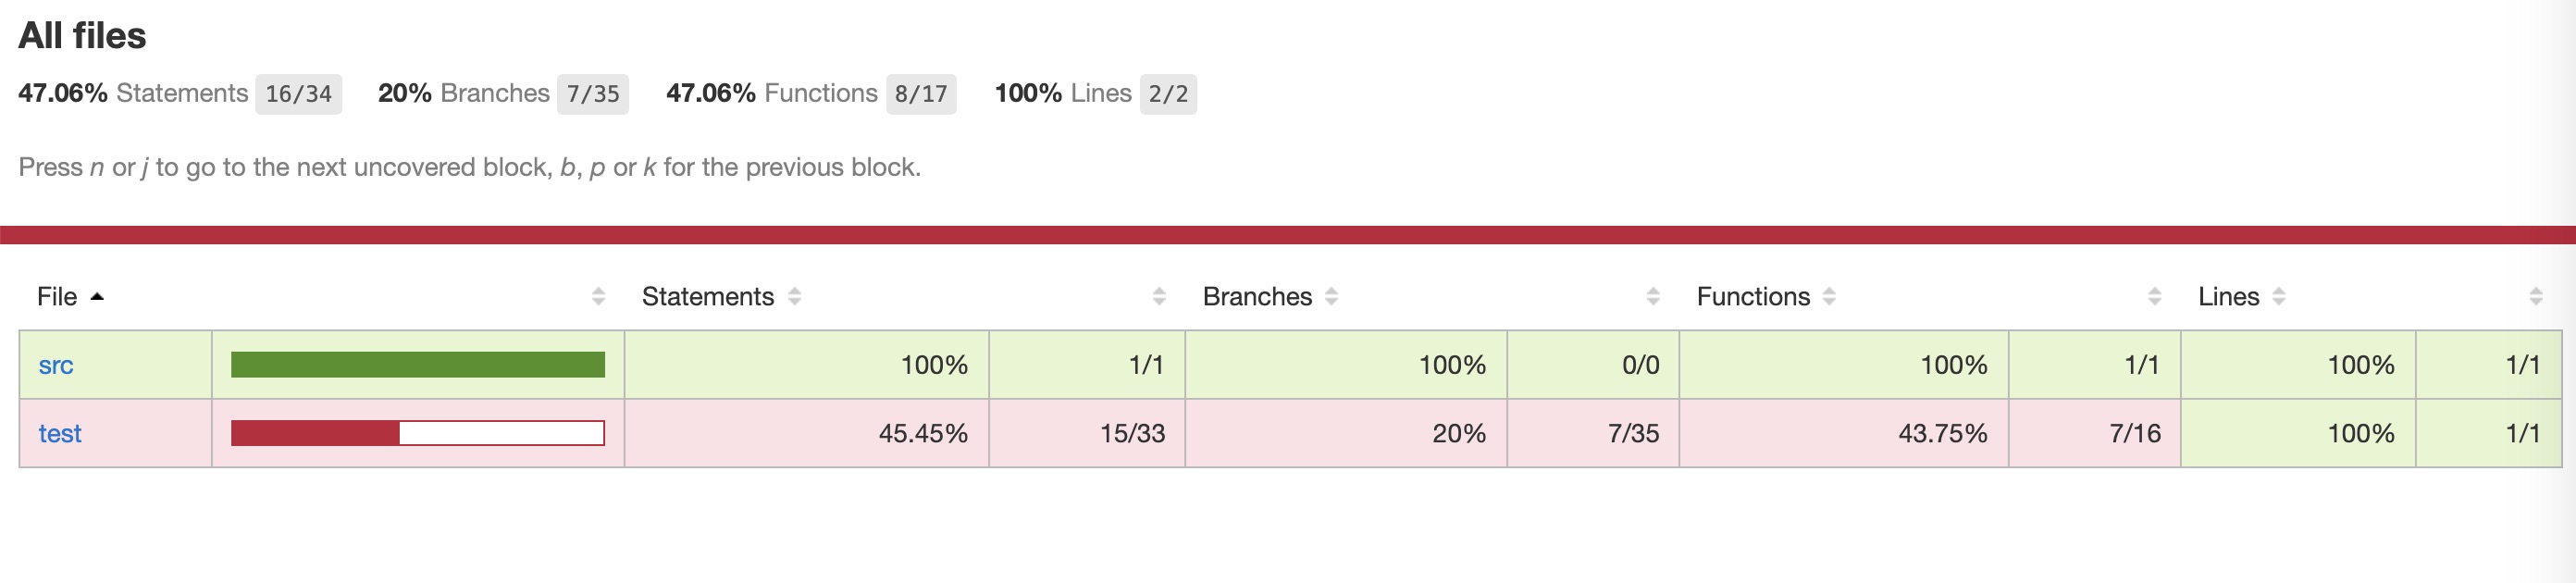 All files
47.06% Statements 16/34 20% Branches 7/35 47.06% Functions 8/17 100% Lines 2/2
Press n or j to go to the next uncovered block, b, p or k for the previous block.
File Statements Branches Functions Lines
src 100% 1/1 100% 0/0 100% 1/1 100% 1/1
test 45.45% 15/33 20% 7/35 43.75% 7/16 100% 1/1